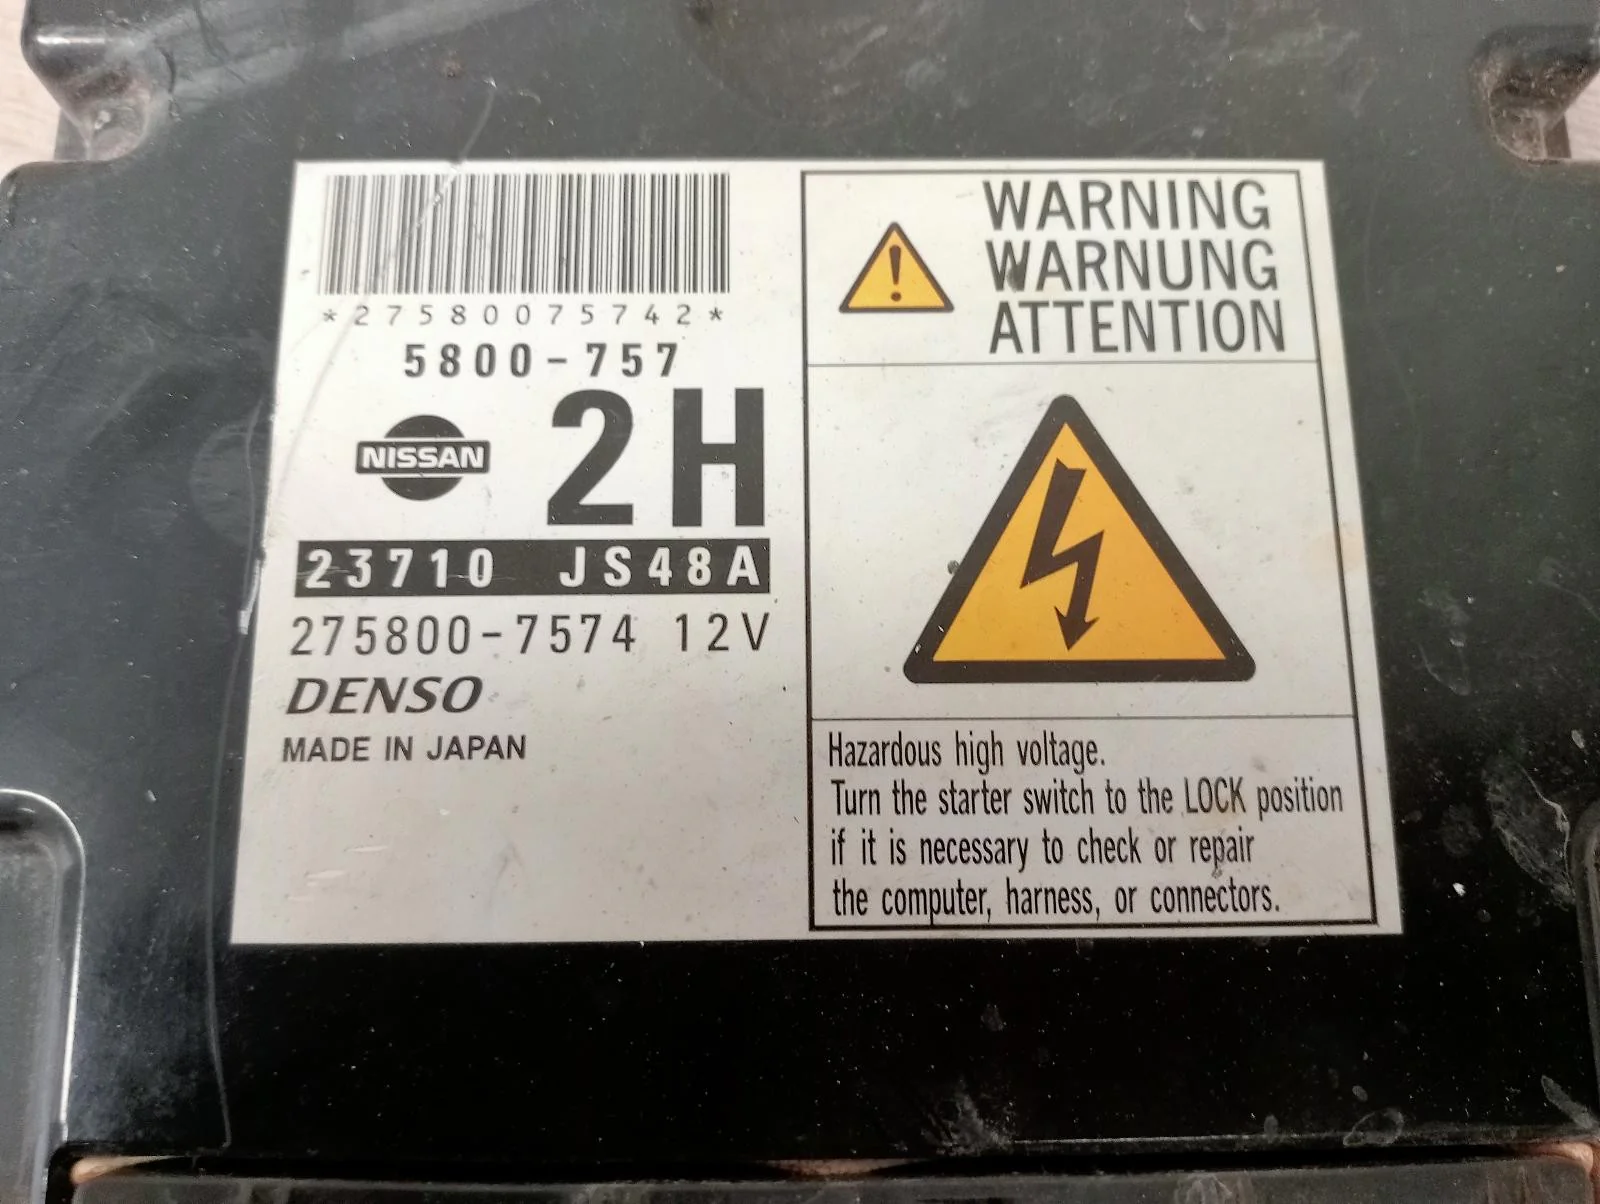 *27580075742*
5800-757
NISSAN
2H
23710 JS48A
275800-7574 12V
DENSO
MADE IN JAPAN
WARNING
WARNUNG
ATTENTION
Hazardous high voltage.
Turn the starter switch to the LOCK position
if it is necessary to check or repair
the computer, harness, or connectors.